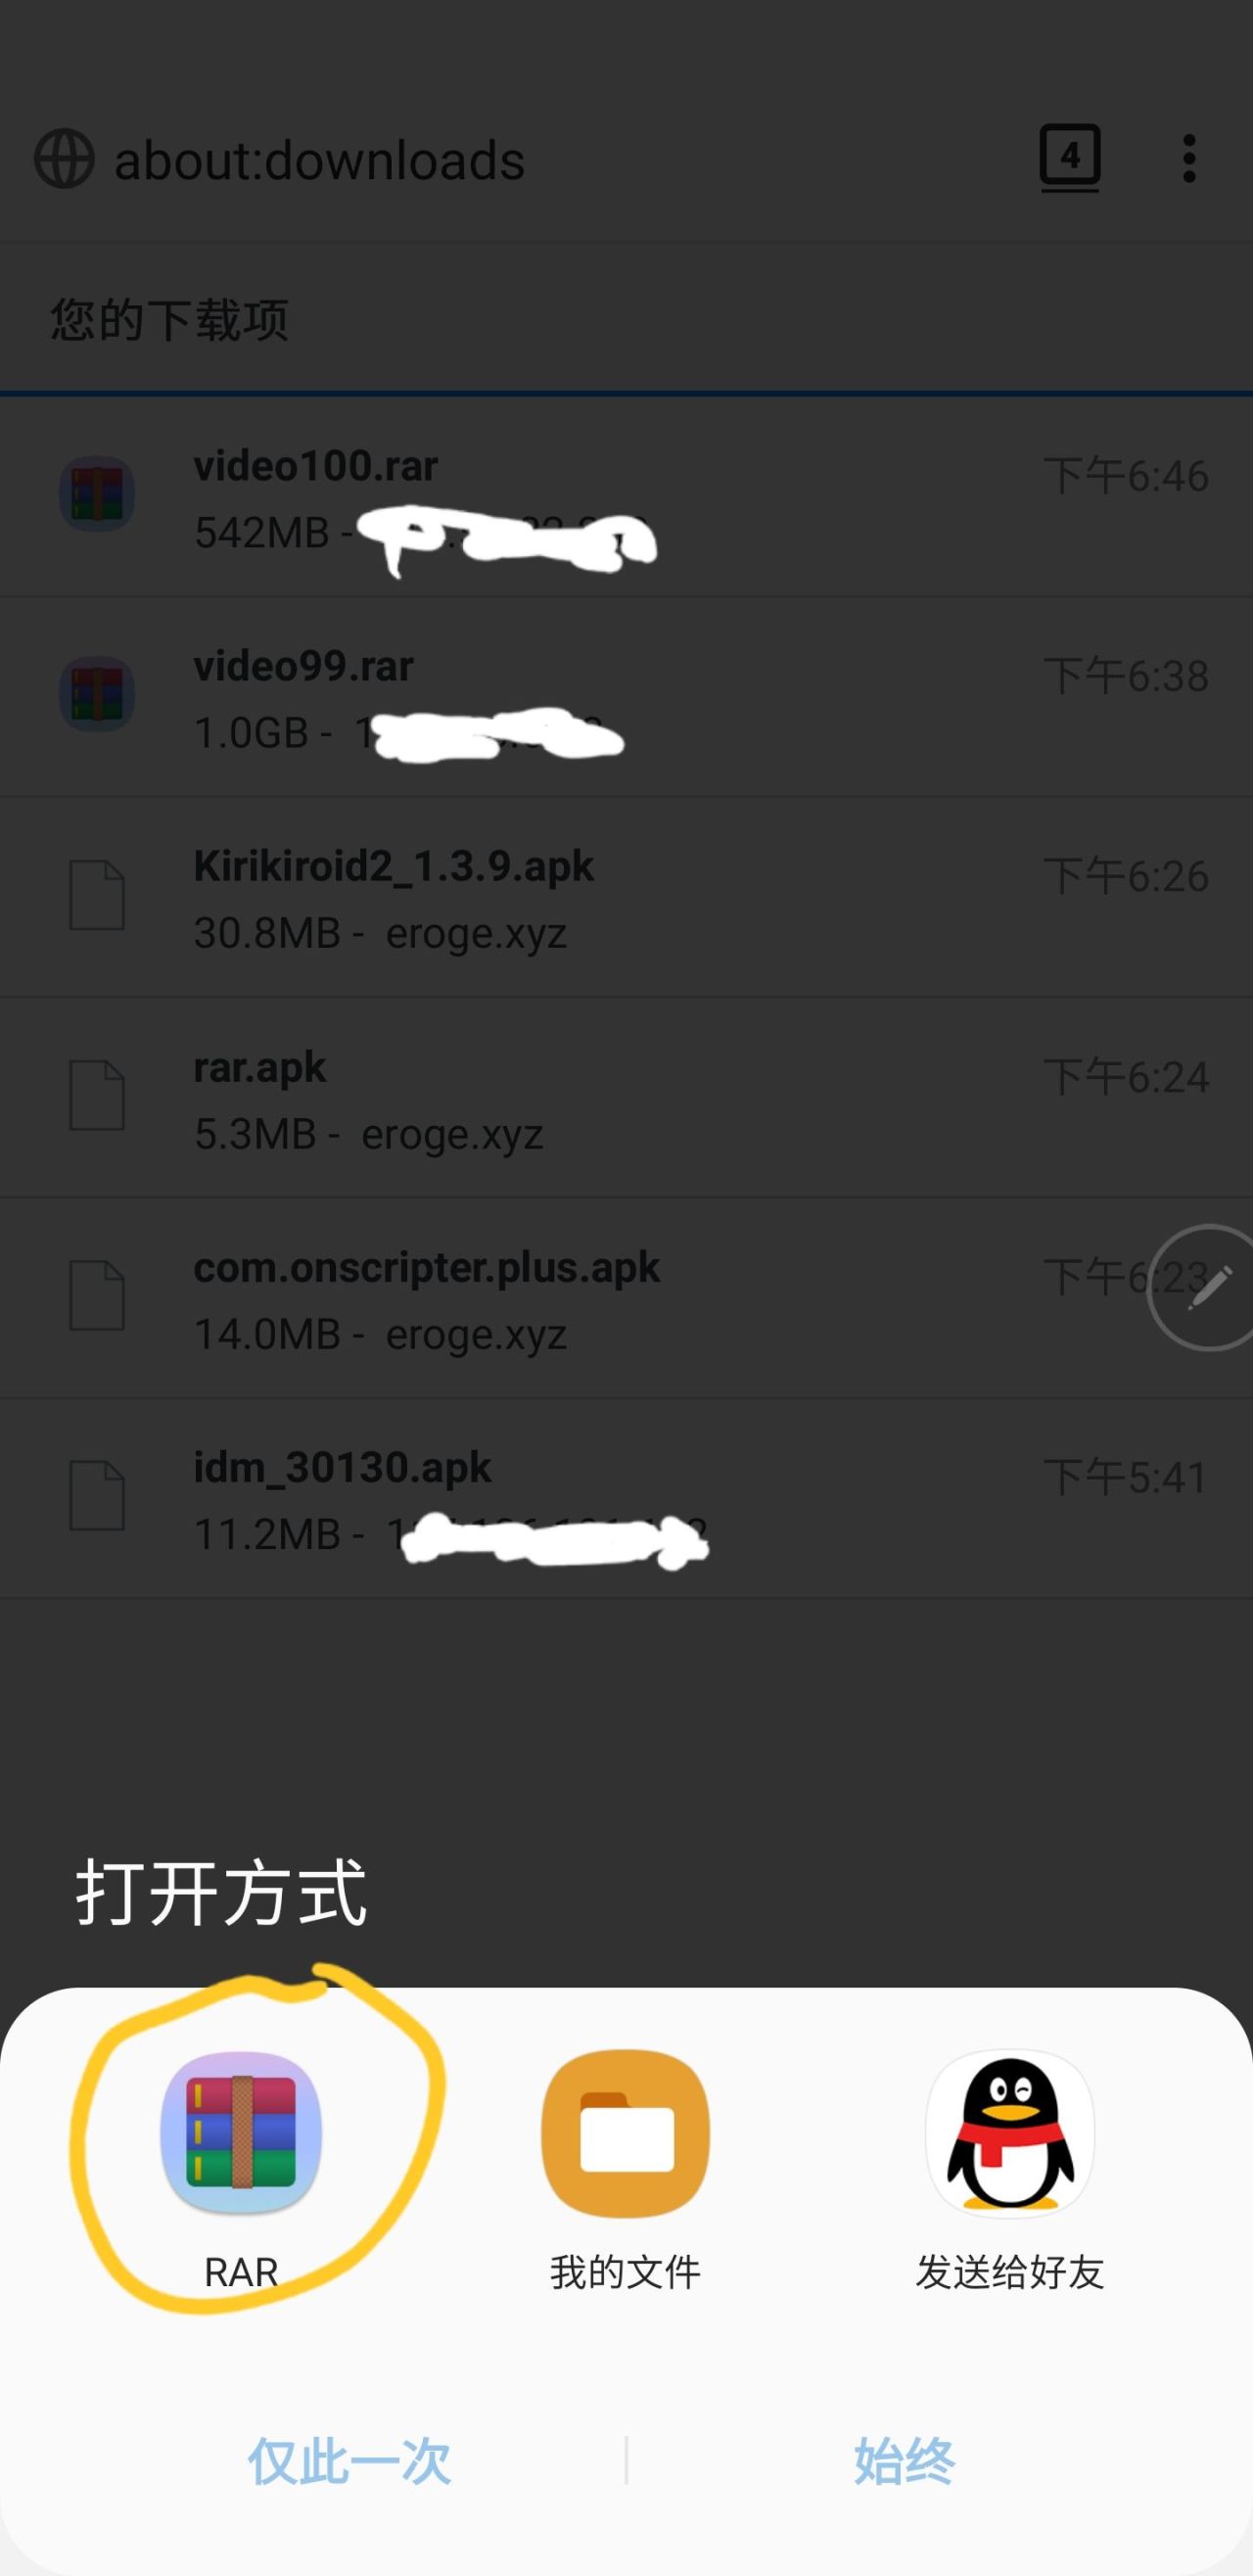 about:downloads
4
您的下载项
video100.rar
下午6:46
542MB -
video99.rar
下午6:38
1.0GB -
Kirikiroid2_1.3.9.apk
下午6:26
30.8MB - eroge.xyz
rar.apk
下午6:24
5.3MB - eroge.xyz
com.onscripter.plus.apk
下午6:23
14.0MB - eroge.xyz
idm_30130.apk
下午5:41
11.2MB -
打开方式
RAR
我的文件
发送给好友
仅此一次
始终